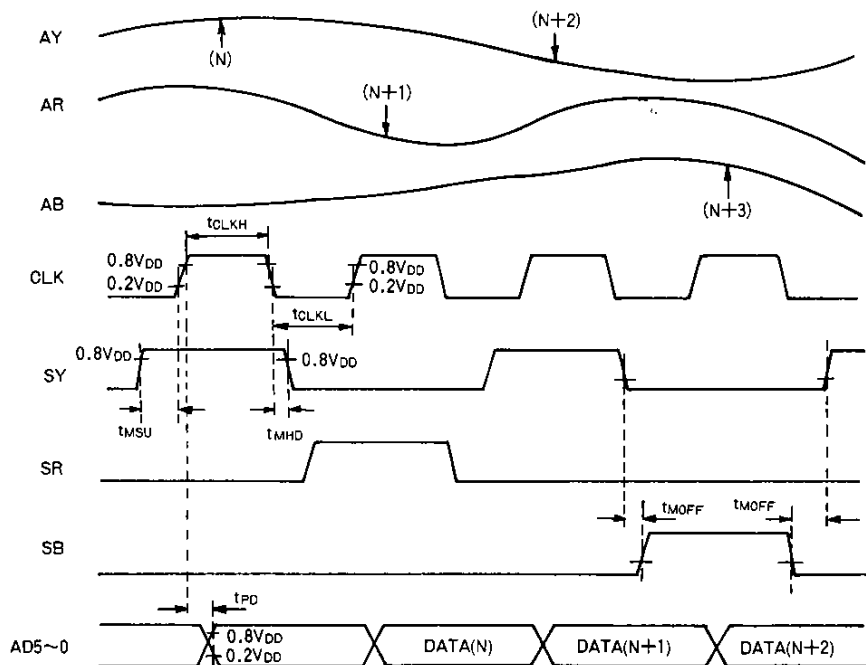 AY
(N)
(N+2)
AR
(N+1)
AB
(N+3)
tCLKH
CLK
0.8VDD
0.2VDD
0.8VDD
0.2VDD
tCLKL
SY
0.8VDD
0.8VDD
tMSU
tMHD
SR
SB
tMOFF
tMOFF
tPD
AD5~0
0.8VDD
0.2VDD
DATA(N)
DATA(N+1)
DATA(N+2)